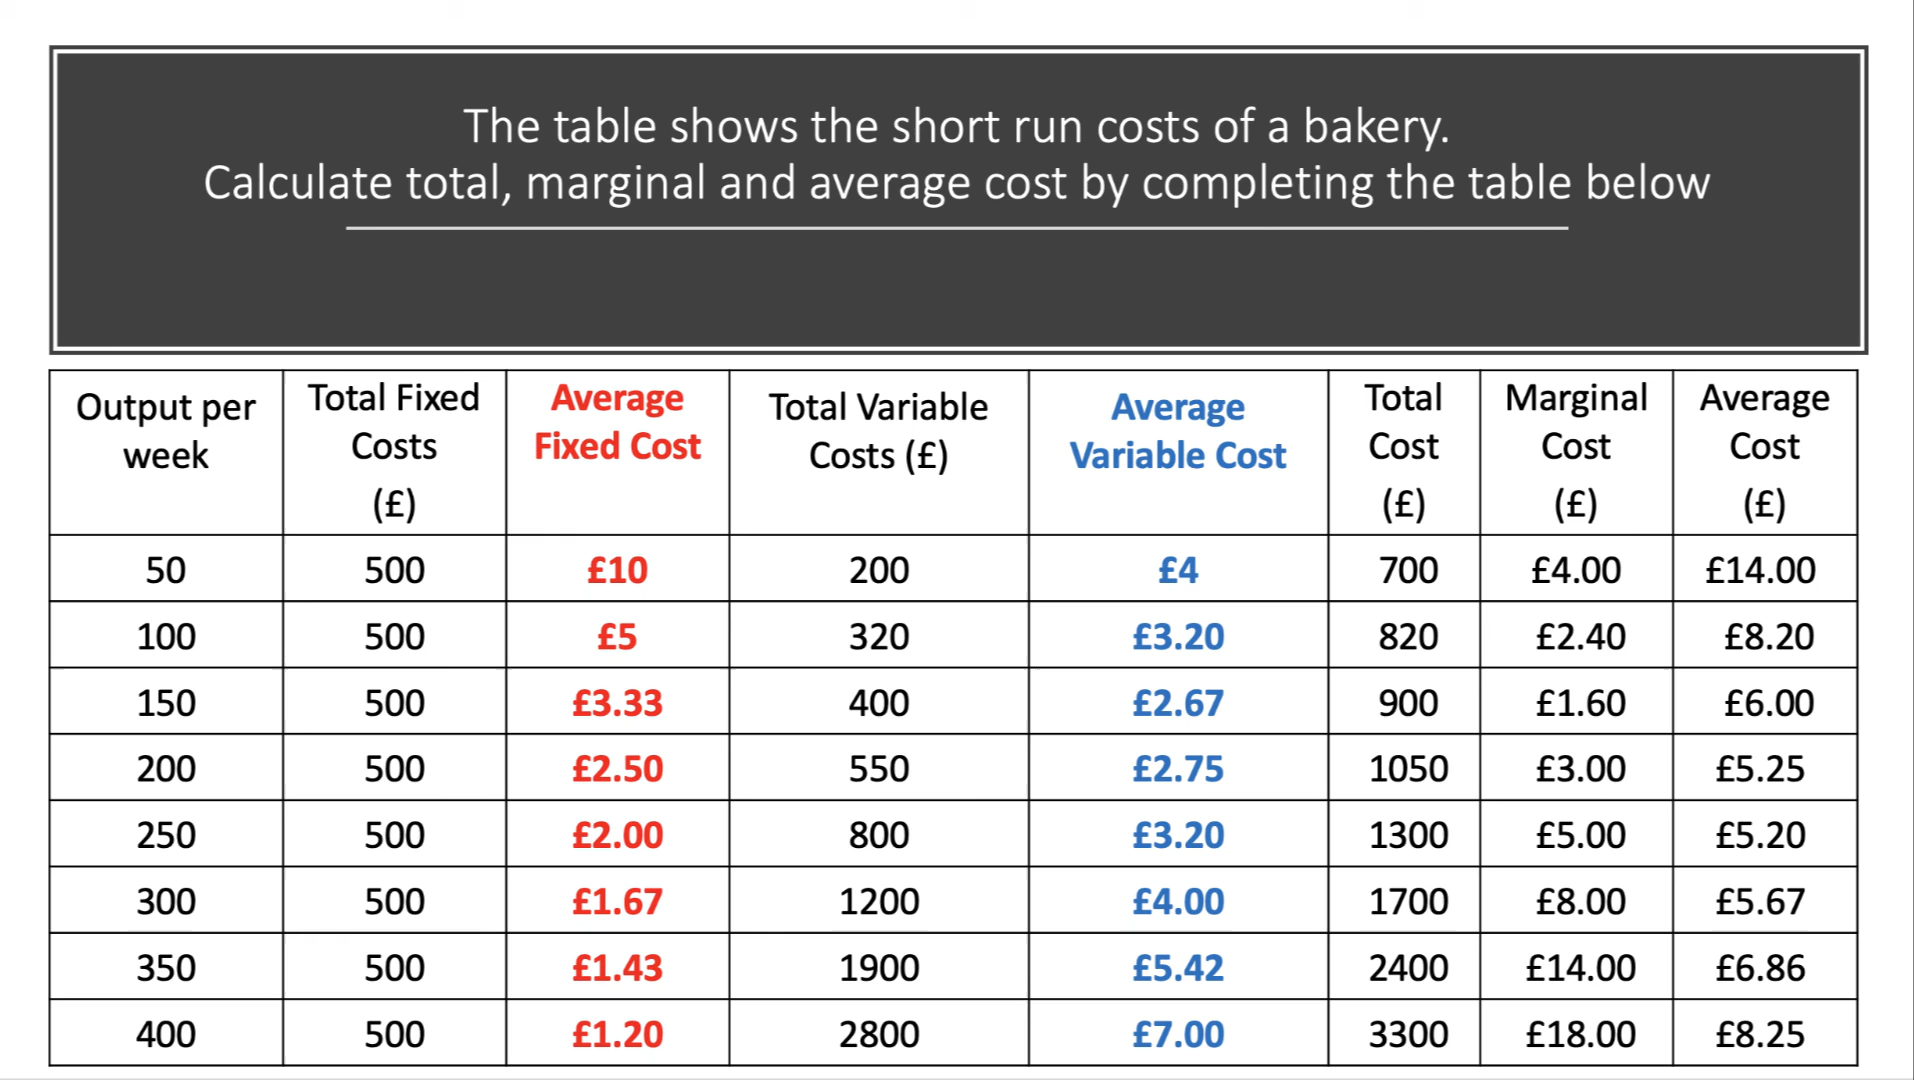 The table shows the short run costs of a bakery.
Calculate total, marginal and average cost by completing the table below
Output per week | Total Fixed Costs (£) | Average Fixed Cost | Total Variable Costs (£) | Average Variable Cost | Total Cost (£) | Marginal Cost (£) | Average Cost (£)
50 | 500 | £10 | 200 | £4 | 700 | £4.00 | £14.00
100 | 500 | £5 | 320 | £3.20 | 820 | £2.40 | £8.20
150 | 500 | £3.33 | 400 | £2.67 | 900 | £1.60 | £6.00
200 | 500 | £2.50 | 550 | £2.75 | 1050 | £3.00 | £5.25
250 | 500 | £2.00 | 800 | £3.20 | 1300 | £5.00 | £5.20
300 | 500 | £1.67 | 1200 | £4.00 | 1700 | £8.00 | £5.67
350 | 500 | £1.43 | 1900 | £5.42 | 2400 | £14.00 | £6.86
400 | 500 | £1.20 | 2800 | £7.00 | 3300 | £18.00 | £8.25